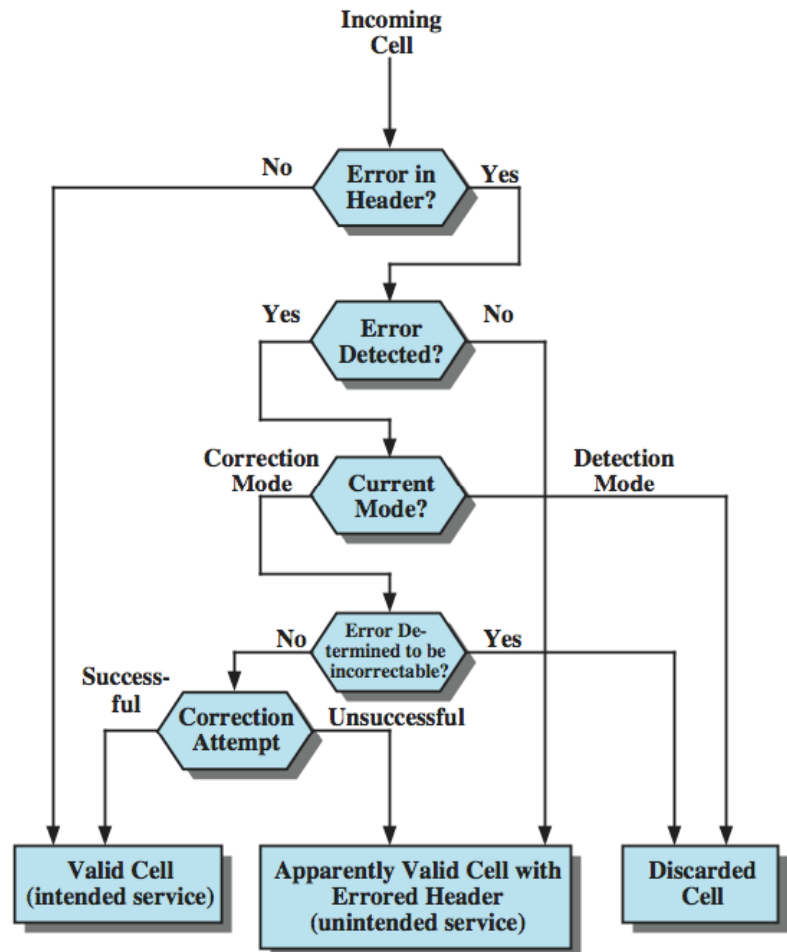 Incoming
Cell
No
Error in
Header?
Yes
Yes
Error
Detected?
No
Correction
Mode
Current
Mode?
Detection
Mode
No
Error De-
termined to be
incorrectable?
Yes
Success-
ful
Correction
Attempt
Unsuccessful
Valid Cell
(intended service)
Apparently Valid Cell with
Errored Header
(unintended service)
Discarded
Cell